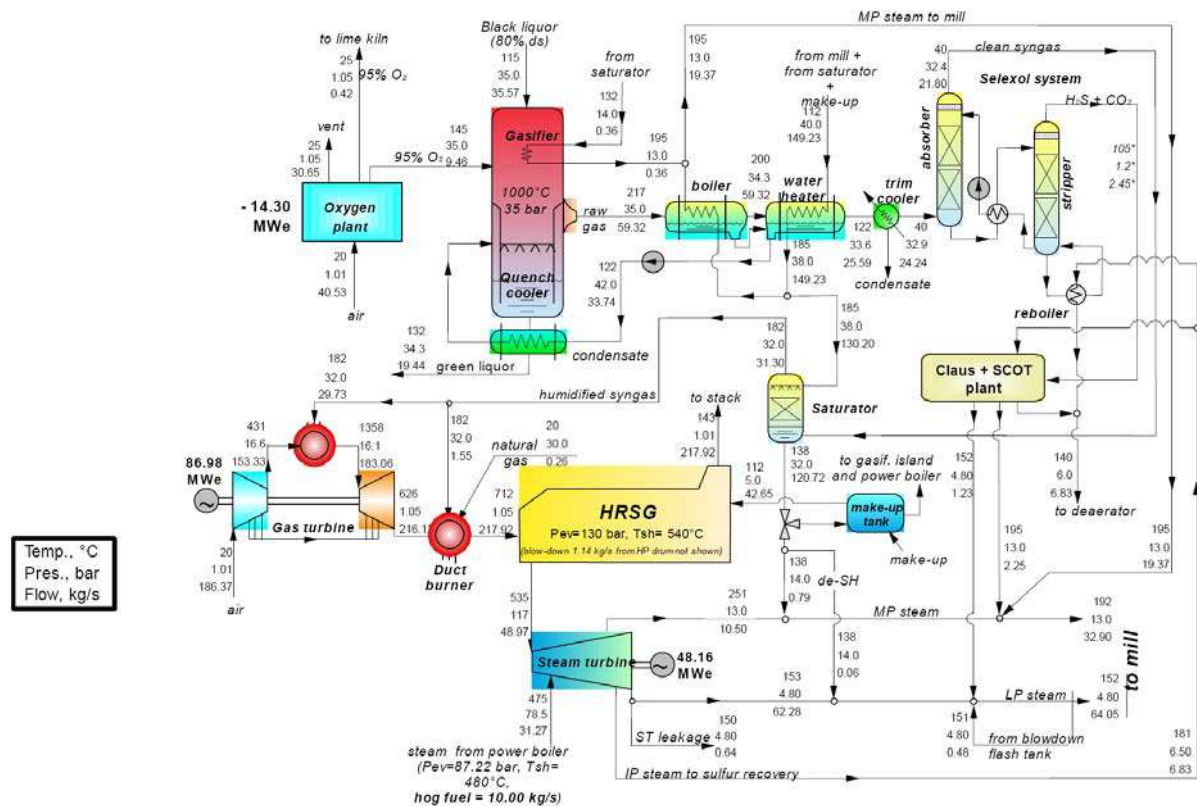 Black liquor
(80% ds)
115
35.0
35.57
to lime kiln
25
1.05
0.42
95% O₂
vent
25
1.05
30.65
145
35.0
9.46
95% O₂
- 14.30
MWe
Oxygen
plant
20
1.01
40.53
air
from
saturator
132
14.0
0.36
Gasifier
1000°C
35 bar
Quench
cooler
raw
gas
217
35.0
59.32
195
13.0
0.36
195
13.0
19.37
MP steam to mill
boiler
200
34.3
59.32
water
heater
from mill +
from saturator
+
make-up
112
40.0
149.23
trim
cooler
122
33.6
25.59
40
32.9
24.24
condensate
185
38.0
149.23
122
42.0
33.74
condensate
132
34.3
19.44
green liquor
40
32.4
21.80
clean syngas
Selexol system
H₂S + CO₂
absorber
stripper
105*
1.2*
2.45*
reboiler
185
38.0
130.20
182
32.0
31.30
Saturator
138
32.0
120.72
humidified syngas
182
32.0
29.73
182
32.0
1.55
20
30.0
0.26
natural
gas
to stack
143
1.01
217.92
431
16.6
153.33
1358
16.1
183.06
86.98
MWe
Gas turbine
626
1.05
216.1
20
1.01
186.37
air
Duct
burner
712
1.05
217.92
HRSG
Pev=130 bar, Tsh= 540°C
(blow-down 1.14 kg/s from HP drum not shown)
112
5.0
42.65
to gasif. island
and power boiler
make-up
tank
make-up
Claus + SCOT
plant
152
4.80
1.23
195
13.0
2.25
140
6.0
6.83
to deaerator
195
13.0
19.37
Temp., °C
Pres., bar
Flow, kg/s
535
117
48.97
Steam turbine
48.16
MWe
251
13.0
10.50
138
14.0
0.79
de-SH
138
14.0
0.06
MP steam
192
13.0
32.90
to mill
153
4.80
62.28
LP steam
152
4.80
64.05
151
4.80
0.48
from blowdown
flash tank
150
4.80
0.64
ST leakage
475
78.5
31.27
steam from power boiler
(Pev=87.22 bar, Tsh=
480°C,
hog fuel = 10.00 kg/s)
IP steam to sulfur recovery
181
6.50
6.83